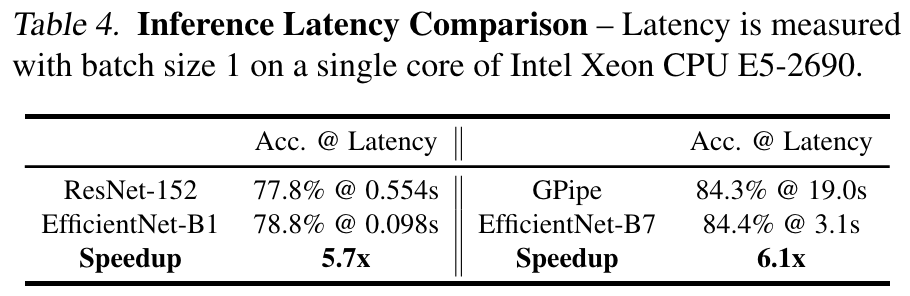 Table 4. Inference Latency Comparison – Latency is measured
with batch size 1 on a single core of Intel Xeon CPU E5-2690.
Acc. @ Latency Acc. @ Latency
ResNet-152 77.8% @ 0.554s GPipe 84.3% @ 19.0s
EfficientNet-B1 78.8% @ 0.098s EfficientNet-B7 84.4% @ 3.1s
Speedup 5.7x Speedup 6.1x